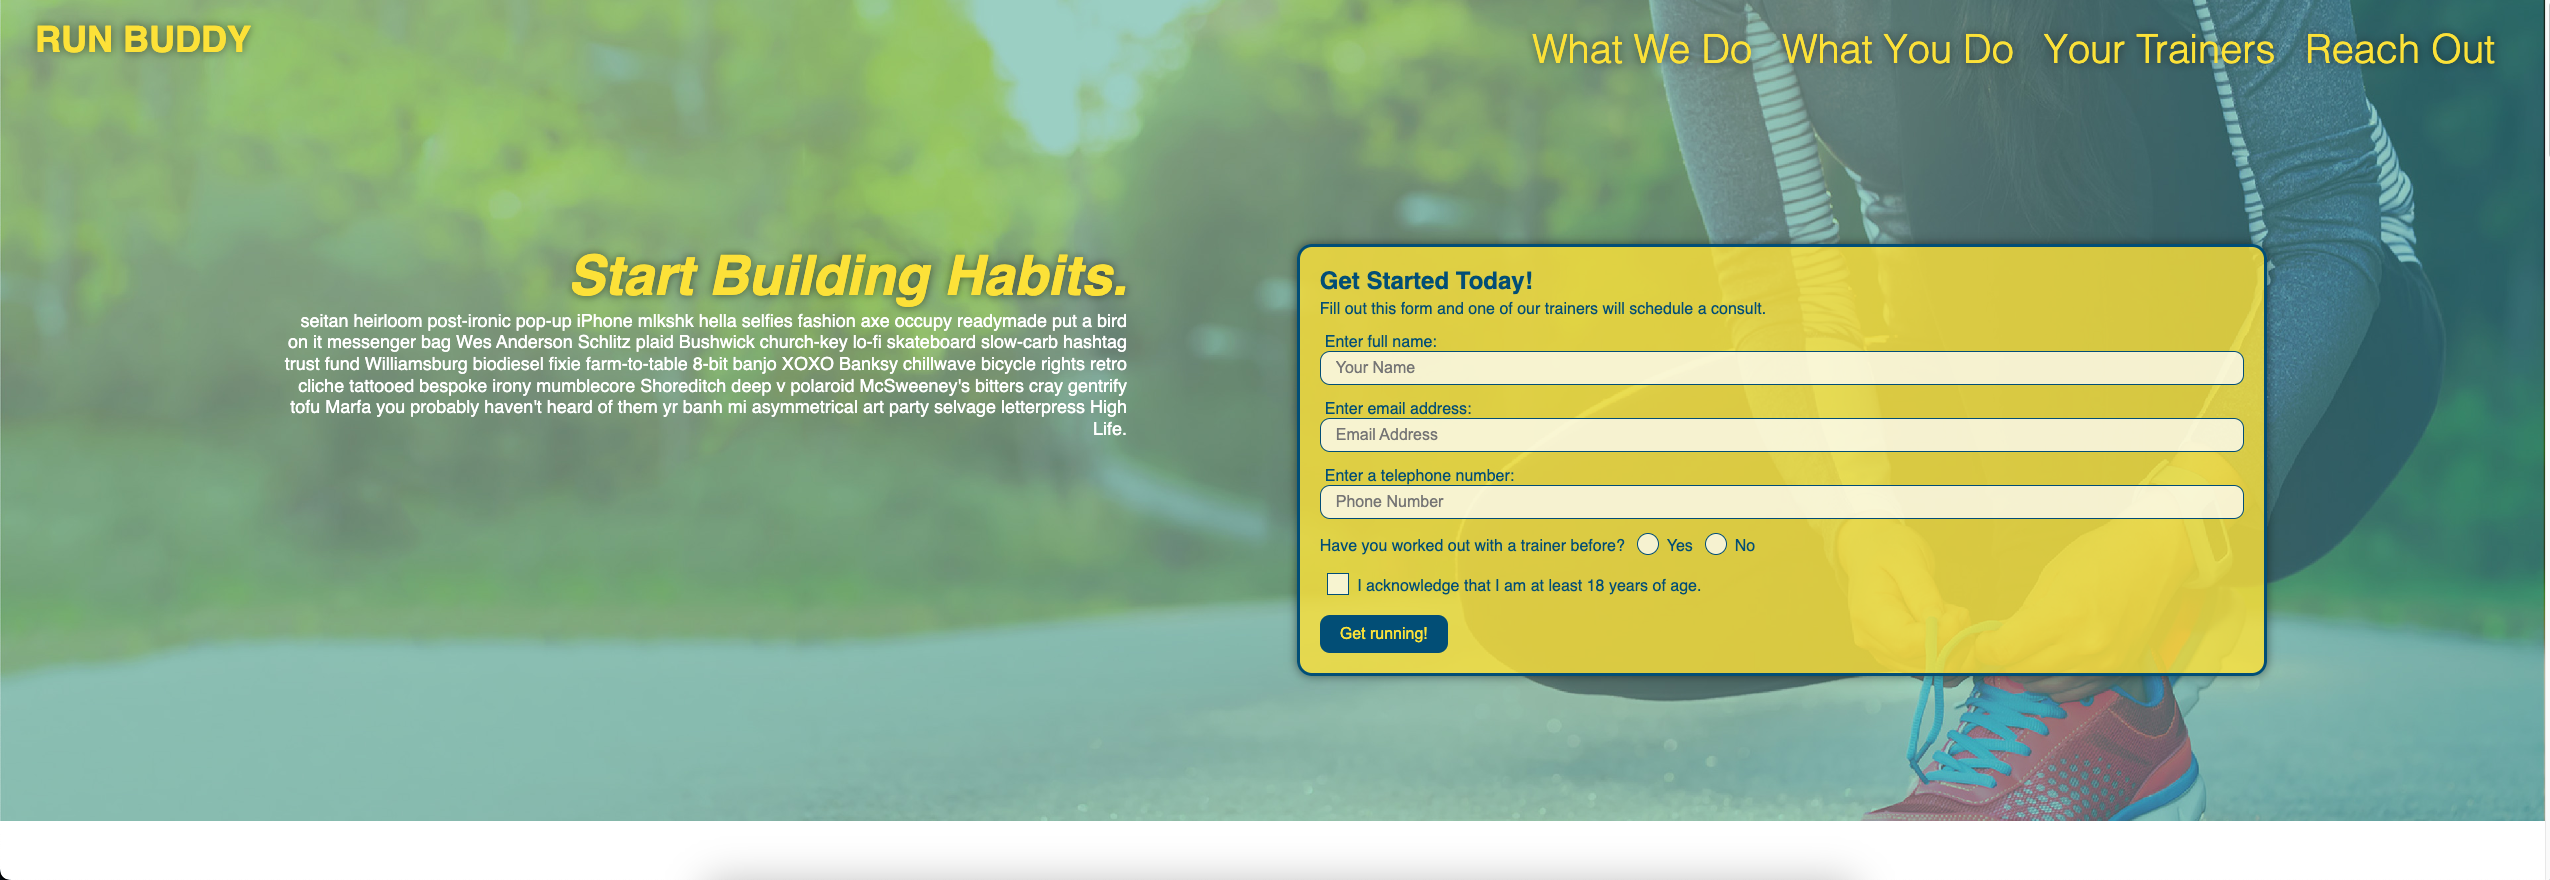 RUN BUDDY
What We Do What You Do Your Trainers Reach Out
Start Building Habits.
seitan heirloom post-ironic pop-up iPhone mlkshk hella selfies fashion axe occupy readymade put a bird
on it messenger bag Wes Anderson Schlitz plaid Bushwick church-key lo-fi skateboard slow-carb hashtag
trust fund Williamsburg biodiesel fixie farm-to-table 8-bit banjo XOXO Banksy chillwave bicycle rights retro
cliche tattooed bespoke irony mumblecore Shoreditch deep v polaroid McSweeney's bitters cray gentrify
tofu Marfa you probably haven't heard of them yr banh mi asymmetrical art party selvage letterpress High
Life.
Get Started Today!
Fill out this form and one of our trainers will schedule a consult.
Enter full name:
Your Name
Enter email address:
Email Address
Enter a telephone number:
Phone Number
Have you worked out with a trainer before? Yes No
I acknowledge that I am at least 18 years of age.
Get running!